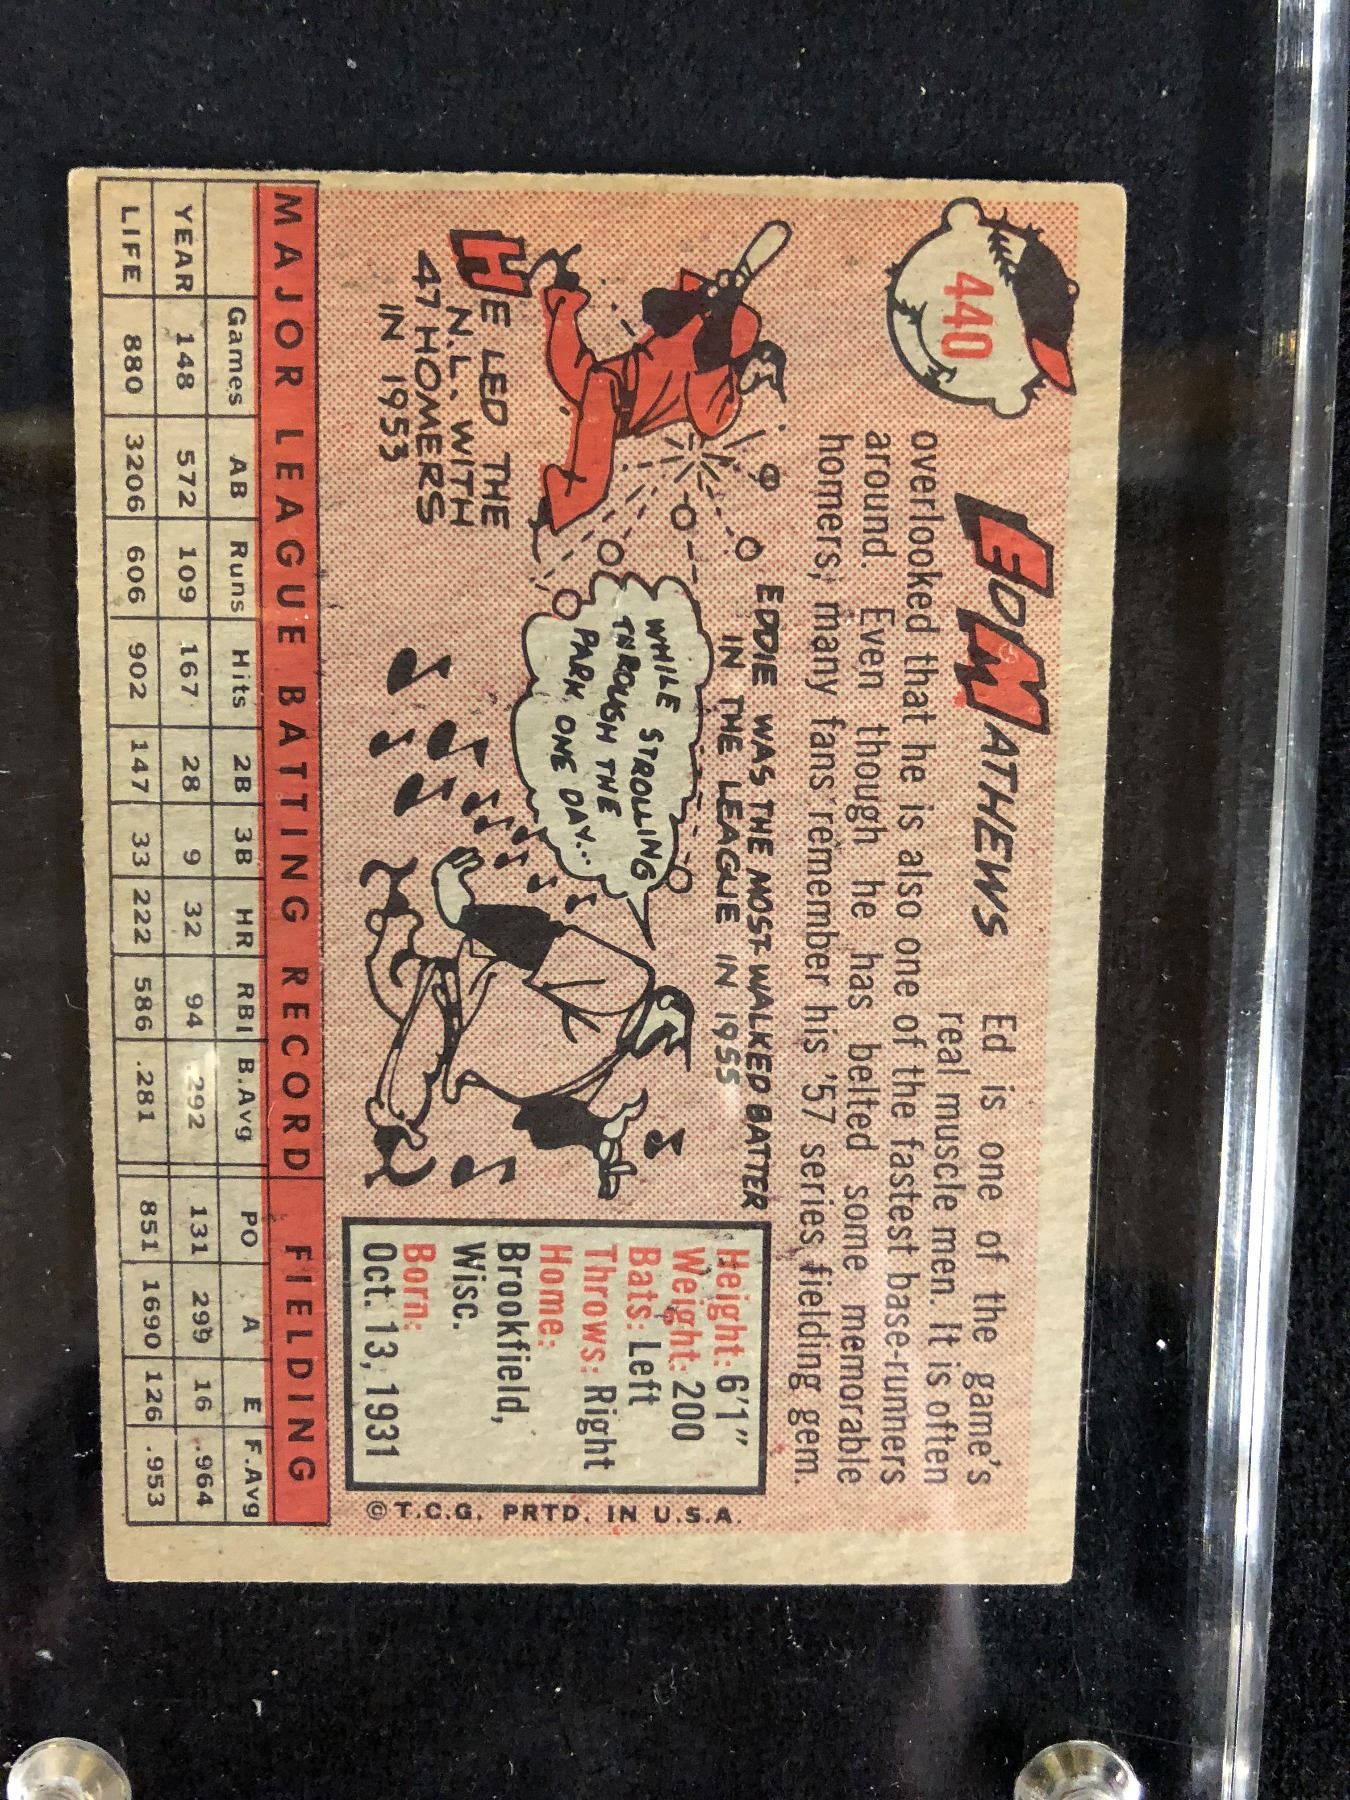 440
ED MATHEWS
Ed is one of the game's
real muscle men. It is often
overlooked that he is also one of the fastest base-runners
around. Even though he has belted some memorable
homers, many fans remember his '57 series fielding gem.
EDDIE WAS THE MOST-WALKED BATTER
IN THE LEAGUE IN 1955
WHILE STROLLING
THROUGH THE
PARK ONE DAY...
HE LED THE
N.L. WITH
47 HOMERS
IN 1953
Height: 6'1"
Weight: 200
Bats: Left
Throws: Right
Home:
Brookfield,
Wisc.
Born:
Oct. 13, 1931
© T.C.G. PRTD. IN U.S.A.
MAJOR LEAGUE BATTING RECORD FIELDING
Games AB Runs Hits 2B 3B HR RBI B.Avg PO A E F.Avg
YEAR 148 572 109 167 28 9 32 94 .292 131 299 16 .964
LIFE 880 3206 606 902 147 33 222 586 .281 851 1690 126 .953